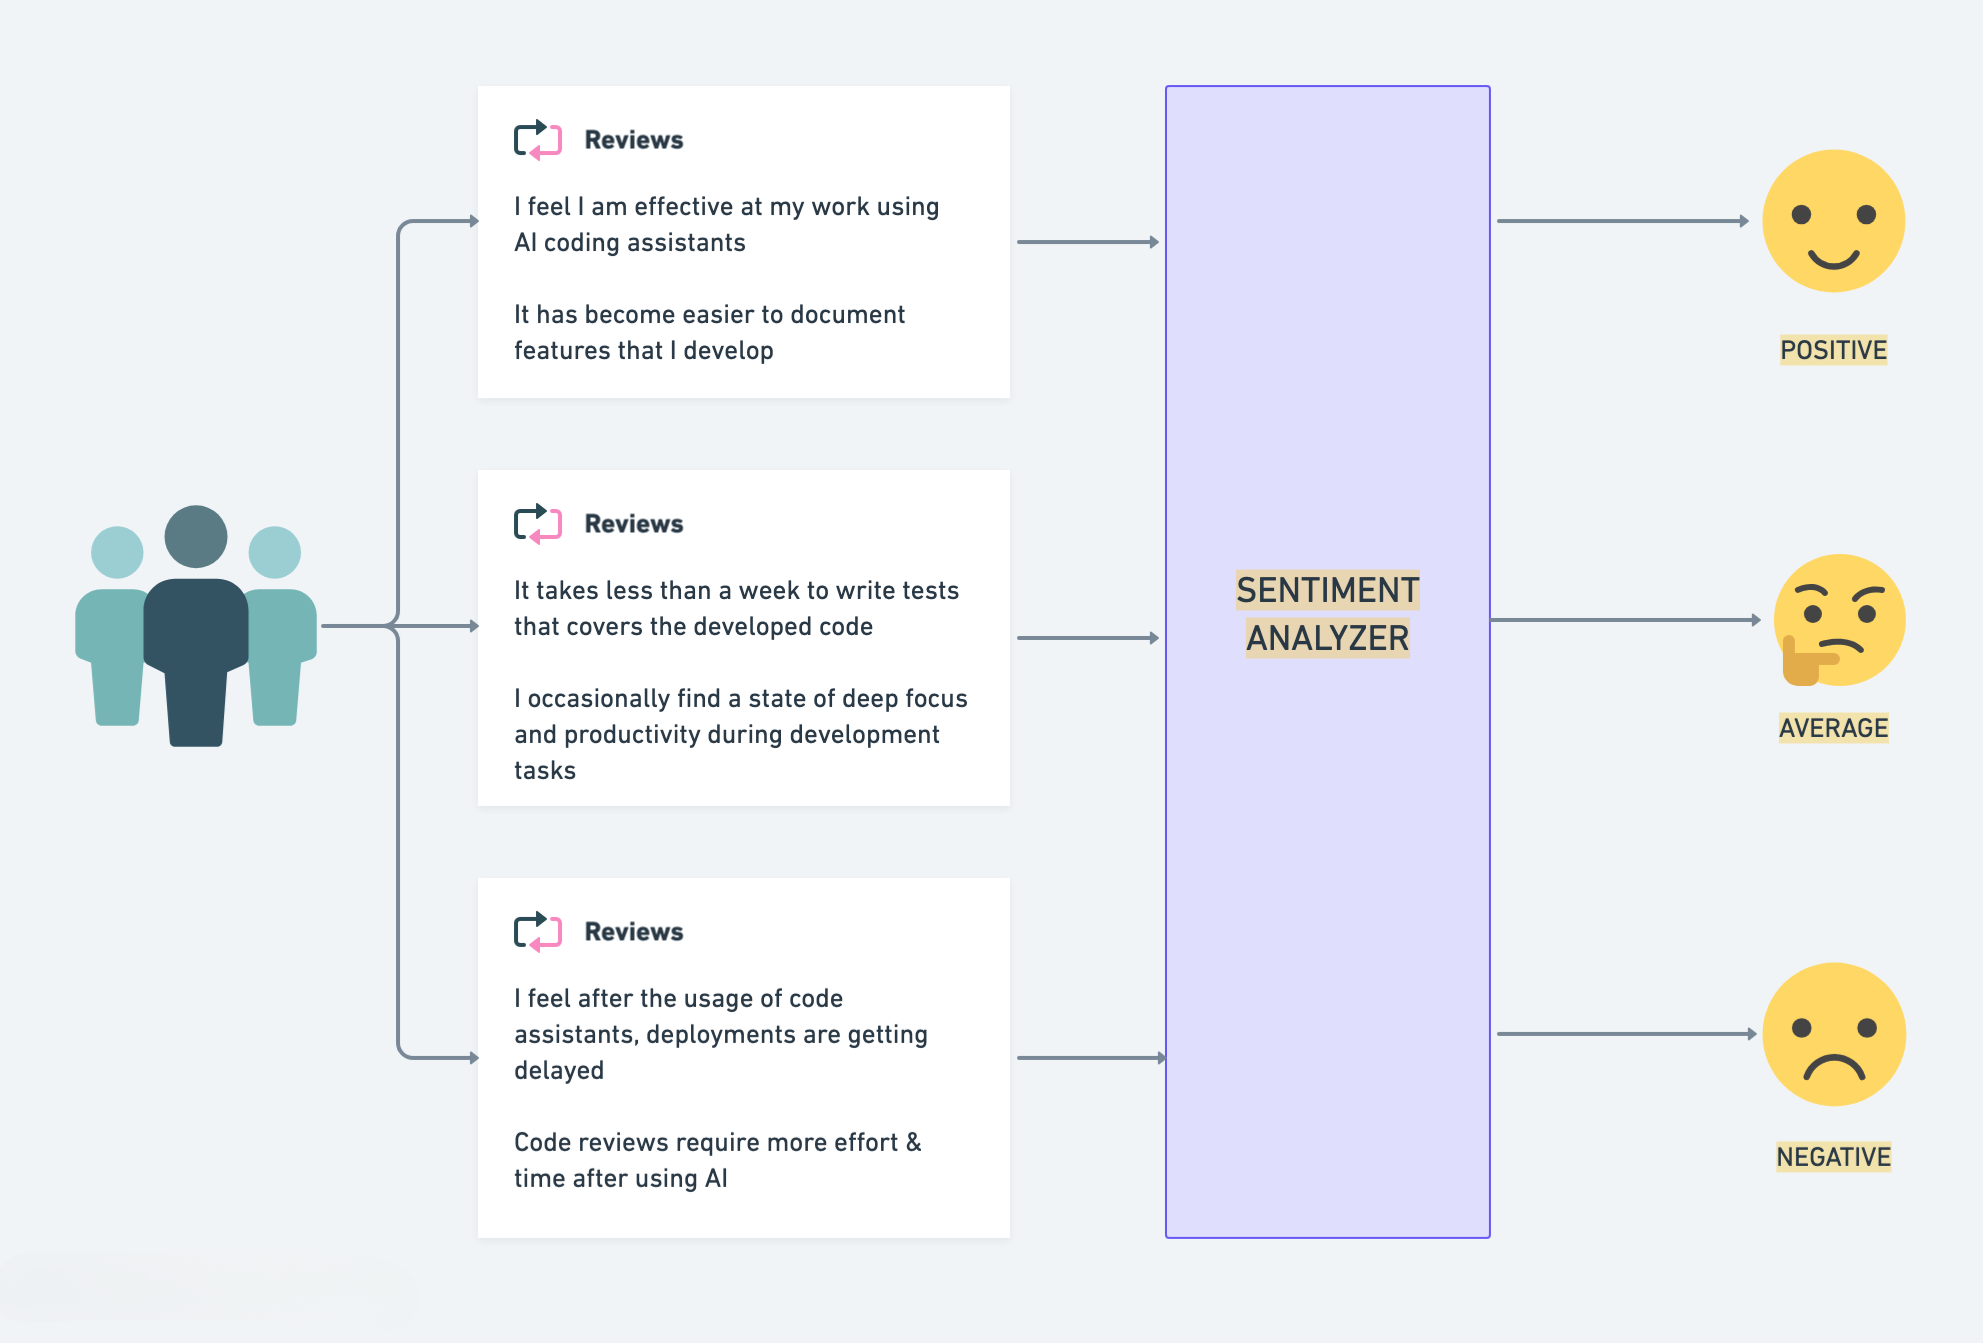 Reviews
I feel I am effective at my work using
AI coding assistants
It has become easier to document
features that I develop
Reviews
It takes less than a week to write tests
that covers the developed code
I occasionally find a state of deep focus
and productivity during development
tasks
Reviews
I feel after the usage of code
assistants, deployments are getting
delayed
Code reviews require more effort &
time after using AI
SENTIMENT
ANALYZER
POSITIVE
AVERAGE
NEGATIVE